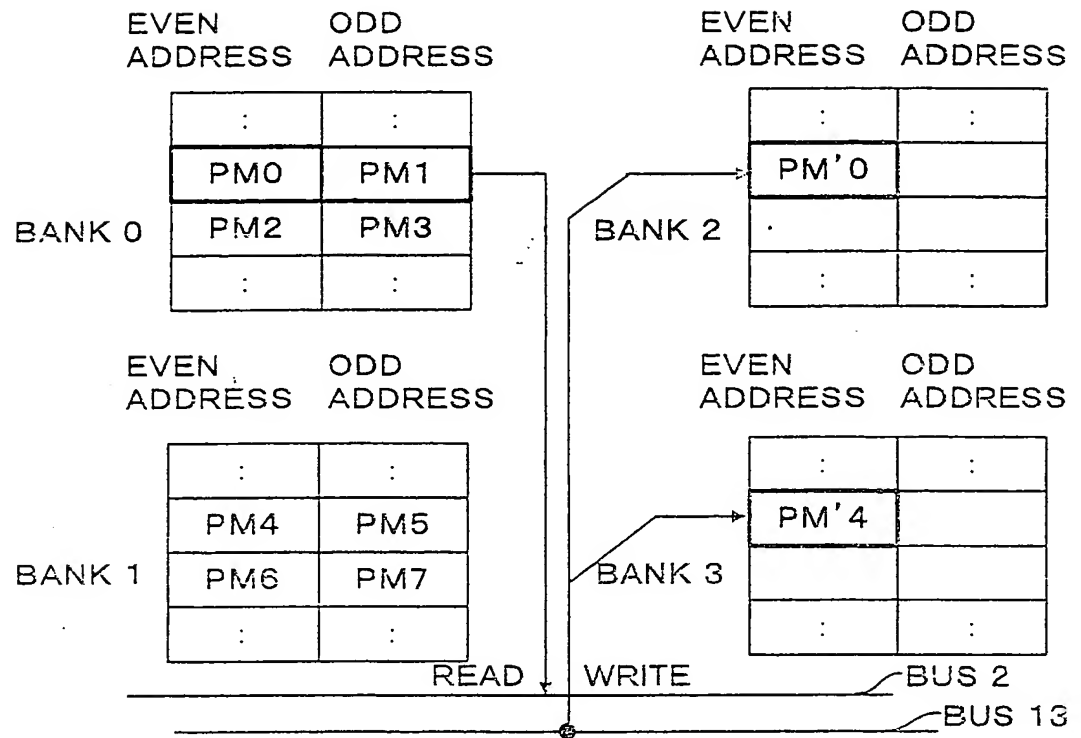 EVEN ODD
ADDRESS ADDRESS
: :
PM0 PM1
BANK 0 PM2 PM3
: :
EVEN ODD
ADDRESS ADDRESS
: :
PM'0
BANK 2
: :
EVEN ODD
ADDRESS ADDRESS
: :
PM4 PM5
BANK 1 PM6 PM7
: :
EVEN ODD
ADDRESS ADDRESS
: :
PM'4
BANK 3
: :
READ WRITE BUS 2
BUS 13